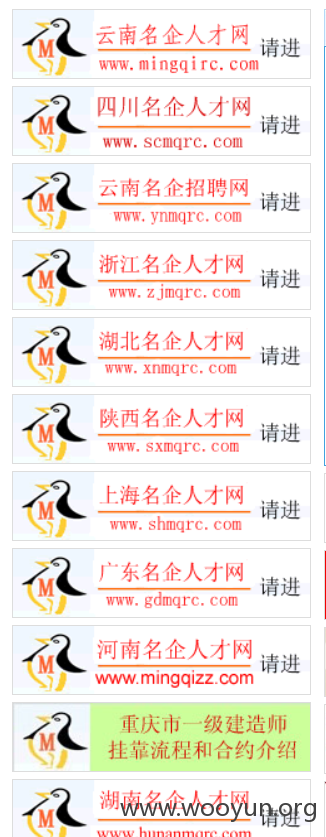 云南名企人才网
www.mingqirc.com
请进
四川名企人才网
www.scmqrc.com
请进
云南名企招聘网
www.ynmqrc.com
请进
浙江名企人才网
www.zjmqrc.com
请进
湖北名企人才网
www.xnmqrc.com
请进
陕西名企人才网
www.sxmqrc.com
请进
上海名企人才网
www.shmqrc.com
请进
广东名企人才网
www.gdmqrc.com
请进
河南名企人才网
www.mingqizz.com
请进
重庆市一级建造师
挂靠流程和合约介绍
湖南名企人才网
www.hunanmqrc.com
请进
www.wooyun.org
M
M
M
M
M
M
M
M
M
M
M